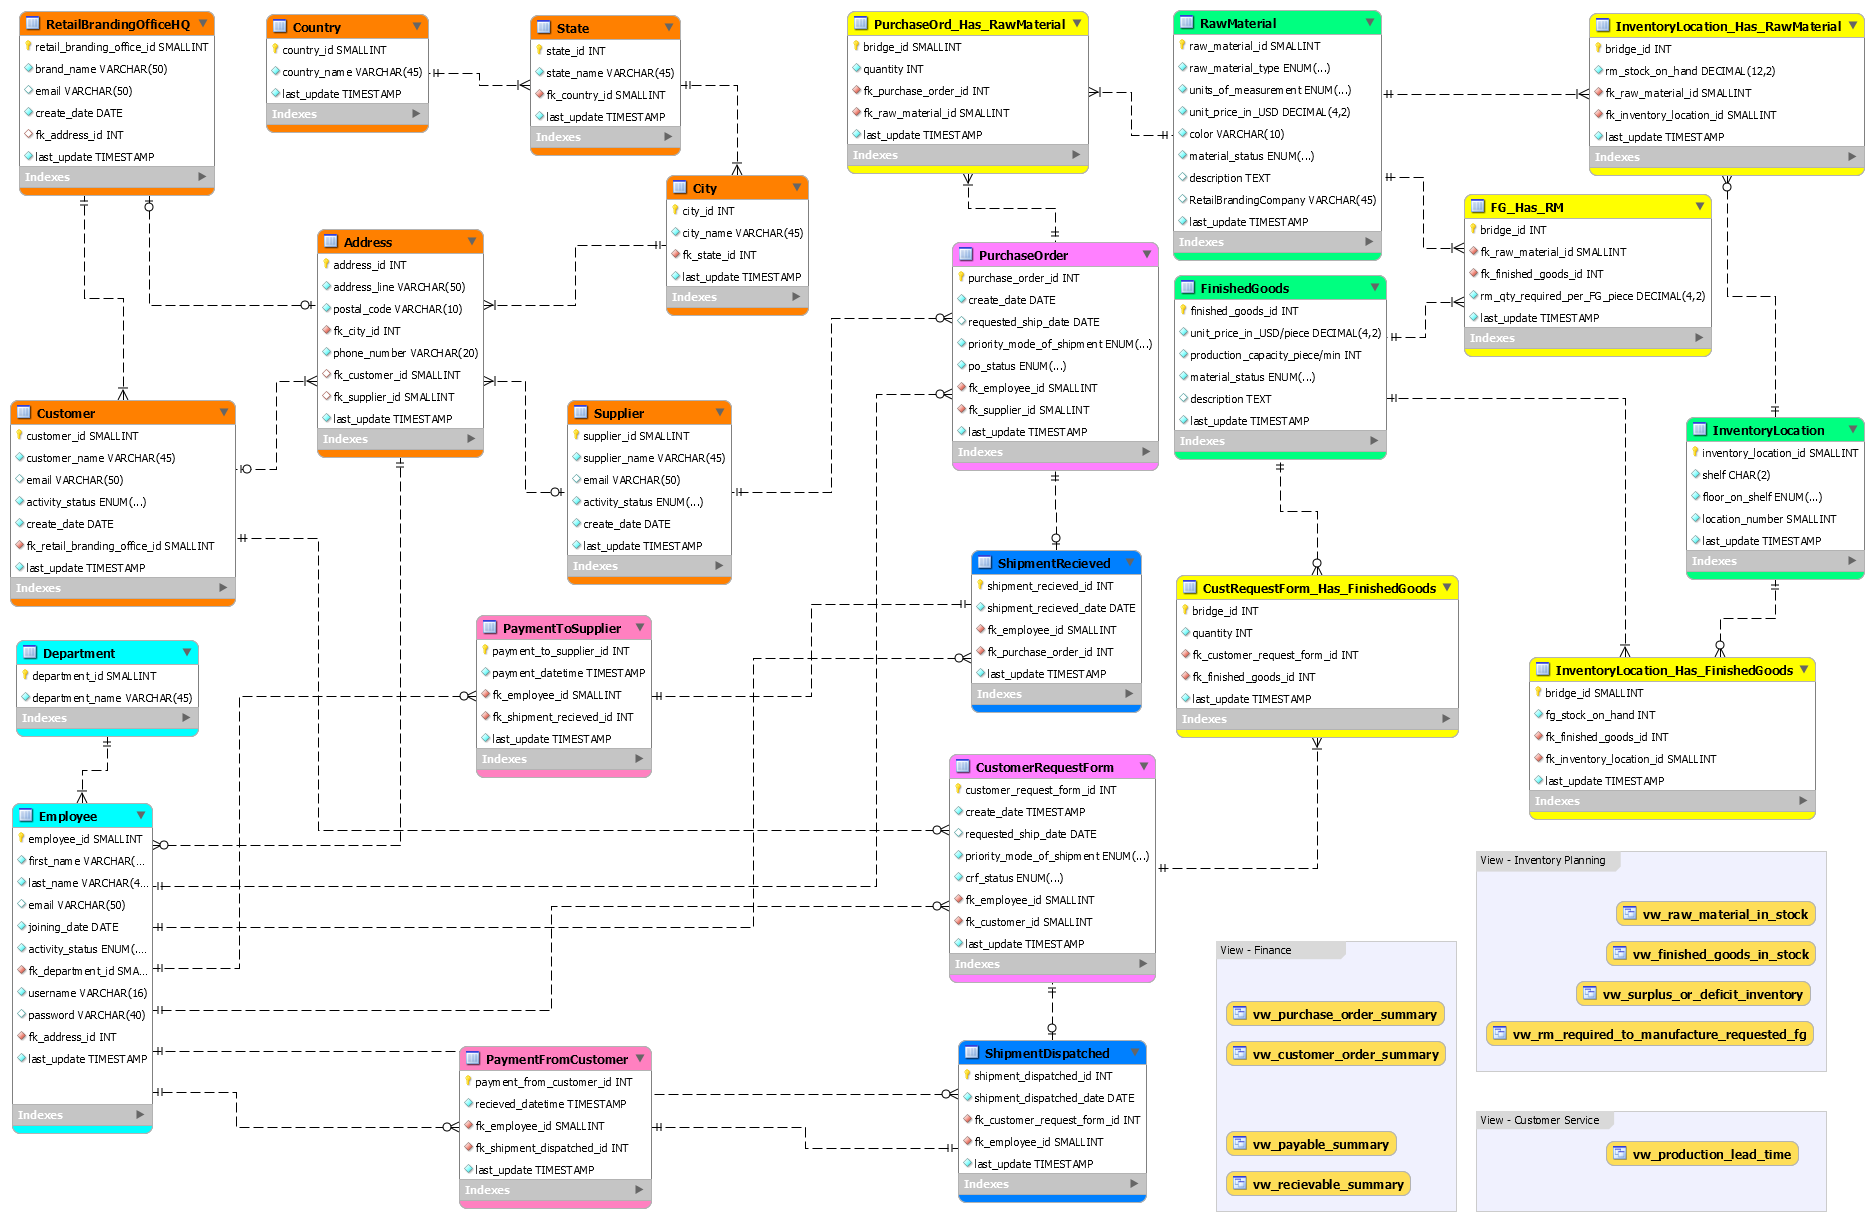 RetailBrandingOfficeHQ
retail_branding_office_id SMALLINT
brand_name VARCHAR(50)
email VARCHAR(50)
create_date DATE
fk_address_id INT
last_update TIMESTAMP
Indexes
Country
country_id SMALLINT
country_name VARCHAR(45)
last_update TIMESTAMP
Indexes
State
state_id INT
state_name VARCHAR(45)
fk_country_id SMALLINT
last_update TIMESTAMP
Indexes
City
city_id INT
city_name VARCHAR(45)
fk_state_id INT
last_update TIMESTAMP
Indexes
Address
address_id INT
address_line VARCHAR(50)
postal_code VARCHAR(10)
fk_city_id INT
phone_number VARCHAR(20)
fk_customer_id SMALLINT
fk_supplier_id SMALLINT
last_update TIMESTAMP
Indexes
Customer
customer_id SMALLINT
customer_name VARCHAR(45)
email VARCHAR(50)
activity_status ENUM(...)
create_date DATE
fk_retail_branding_office_id SMALLINT
last_update TIMESTAMP
Indexes
Supplier
supplier_id SMALLINT
supplier_name VARCHAR(45)
email VARCHAR(50)
activity_status ENUM(...)
create_date DATE
last_update TIMESTAMP
Indexes
PurchaseOrd_Has_RawMaterial
bridge_id SMALLINT
quantity INT
fk_purchase_order_id INT
fk_raw_material_id SMALLINT
last_update TIMESTAMP
Indexes
RawMaterial
raw_material_id SMALLINT
raw_material_type ENUM(...)
units_of_measurement ENUM(...)
unit_price_in_USD DECIMAL(4,2)
color VARCHAR(10)
material_status ENUM(...)
description TEXT
RetailBrandingCompany VARCHAR(45)
last_update TIMESTAMP
Indexes
InventoryLocation_Has_RawMaterial
bridge_id INT
rm_stock_on_hand DECIMAL(12,2)
fk_raw_material_id SMALLINT
fk_inventory_location_id SMALLINT
last_update TIMESTAMP
Indexes
FG_Has_RM
bridge_id INT
fk_raw_material_id SMALLINT
fk_finished_goods_id INT
rm_qty_required_per_FG_piece DECIMAL(4,2)
last_update TIMESTAMP
Indexes
PurchaseOrder
purchase_order_id INT
create_date DATE
requested_ship_date DATE
priority_mode_of_shipment ENUM(...)
po_status ENUM(...)
fk_employee_id SMALLINT
fk_supplier_id SMALLINT
last_update TIMESTAMP
Indexes
FinishedGoods
finished_goods_id INT
unit_price_in_USD/piece DECIMAL(4,2)
production_capacity_piece/min INT
material_status ENUM(...)
description TEXT
last_update TIMESTAMP
Indexes
InventoryLocation
inventory_location_id SMALLINT
shelf CHAR(2)
floor_on_shelf ENUM(...)
location_number SMALLINT
last_update TIMESTAMP
Indexes
ShipmentRecieved
shipment_recieved_id INT
shipment_recieved_date DATE
fk_employee_id SMALLINT
fk_purchase_order_id INT
last_update TIMESTAMP
Indexes
CustRequestForm_Has_FinishedGoods
bridge_id INT
quantity INT
fk_customer_request_form_id INT
fk_finished_goods_id INT
last_update TIMESTAMP
Indexes
PaymentToSupplier
payment_to_supplier_id INT
payment_datetime TIMESTAMP
fk_employee_id SMALLINT
fk_shipment_recieved_id INT
last_update TIMESTAMP
Indexes
Department
department_id SMALLINT
department_name VARCHAR(45)
Indexes
InventoryLocation_Has_FinishedGoods
bridge_id SMALLINT
fg_stock_on_hand INT
fk_finished_goods_id INT
fk_inventory_location_id SMALLINT
last_update TIMESTAMP
Indexes
Employee
employee_id SMALLINT
first_name VARCHAR(...
last_name VARCHAR(4...
email VARCHAR(50)
joining_date DATE
activity_status ENUM(....
fk_department_id SMA...
username VARCHAR(16)
password VARCHAR(40)
fk_address_id INT
last_update TIMESTAMP
Indexes
CustomerRequestForm
customer_request_form_id INT
create_date TIMESTAMP
requested_ship_date DATE
priority_mode_of_shipment ENUM(...)
crf_status ENUM(...)
fk_employee_id SMALLINT
fk_customer_id SMALLINT
last_update TIMESTAMP
Indexes
PaymentFromCustomer
payment_from_customer_id INT
recieved_datetime TIMESTAMP
fk_employee_id SMALLINT
fk_shipment_dispatched_id INT
last_update TIMESTAMP
Indexes
ShipmentDispatched
shipment_dispatched_id INT
shipment_dispatched_date DATE
fk_customer_request_form_id INT
fk_employee_id SMALLINT
last_update TIMESTAMP
Indexes
View - Finance
vw_purchase_order_summary
vw_customer_order_summary
vw_payable_summary
vw_recievable_summary
View - Inventory Planning
vw_raw_material_in_stock
vw_finished_goods_in_stock
vw_surplus_or_deficit_inventory
vw_rm_required_to_manufacture_requested_fg
View - Customer Service
vw_production_lead_time